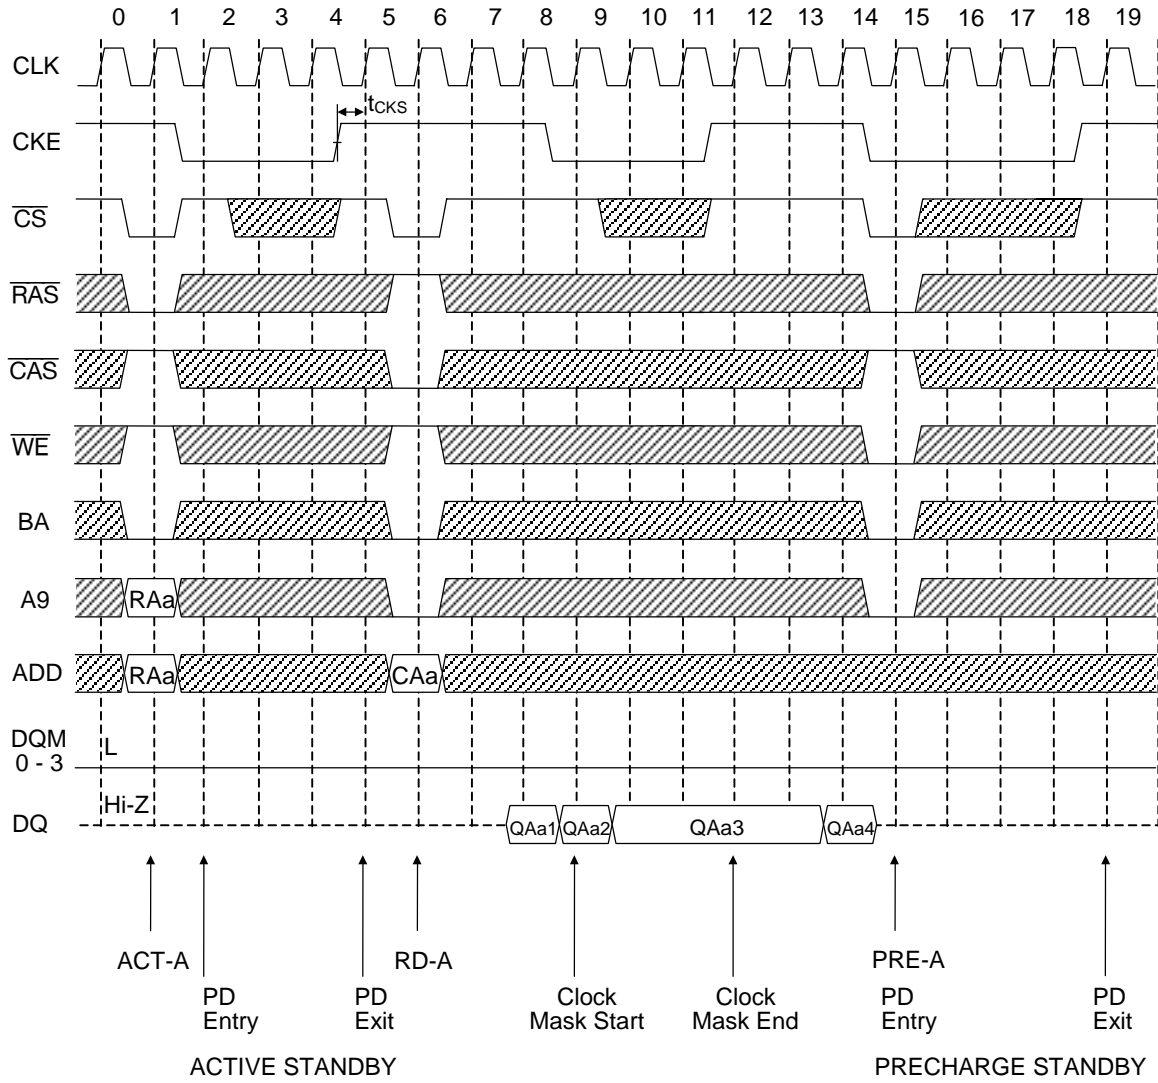 0 1 2 3 4 5 6 7 8 9 10 11 12 13 14 15 16 17 18 19
CLK
tCKS
CKE
CS
RAS
CAS
WE
BA
A9 RAa
ADD RAa CAa
DQM
0 - 3
L
Hi-Z
DQ QAa1 QAa2 QAa3 QAa4
ACT-A RD-A PRE-A
PD PD Clock Clock PD PD
Entry Exit Mask Start Mask End Entry Exit
ACTIVE STANDBY PRECHARGE STANDBY